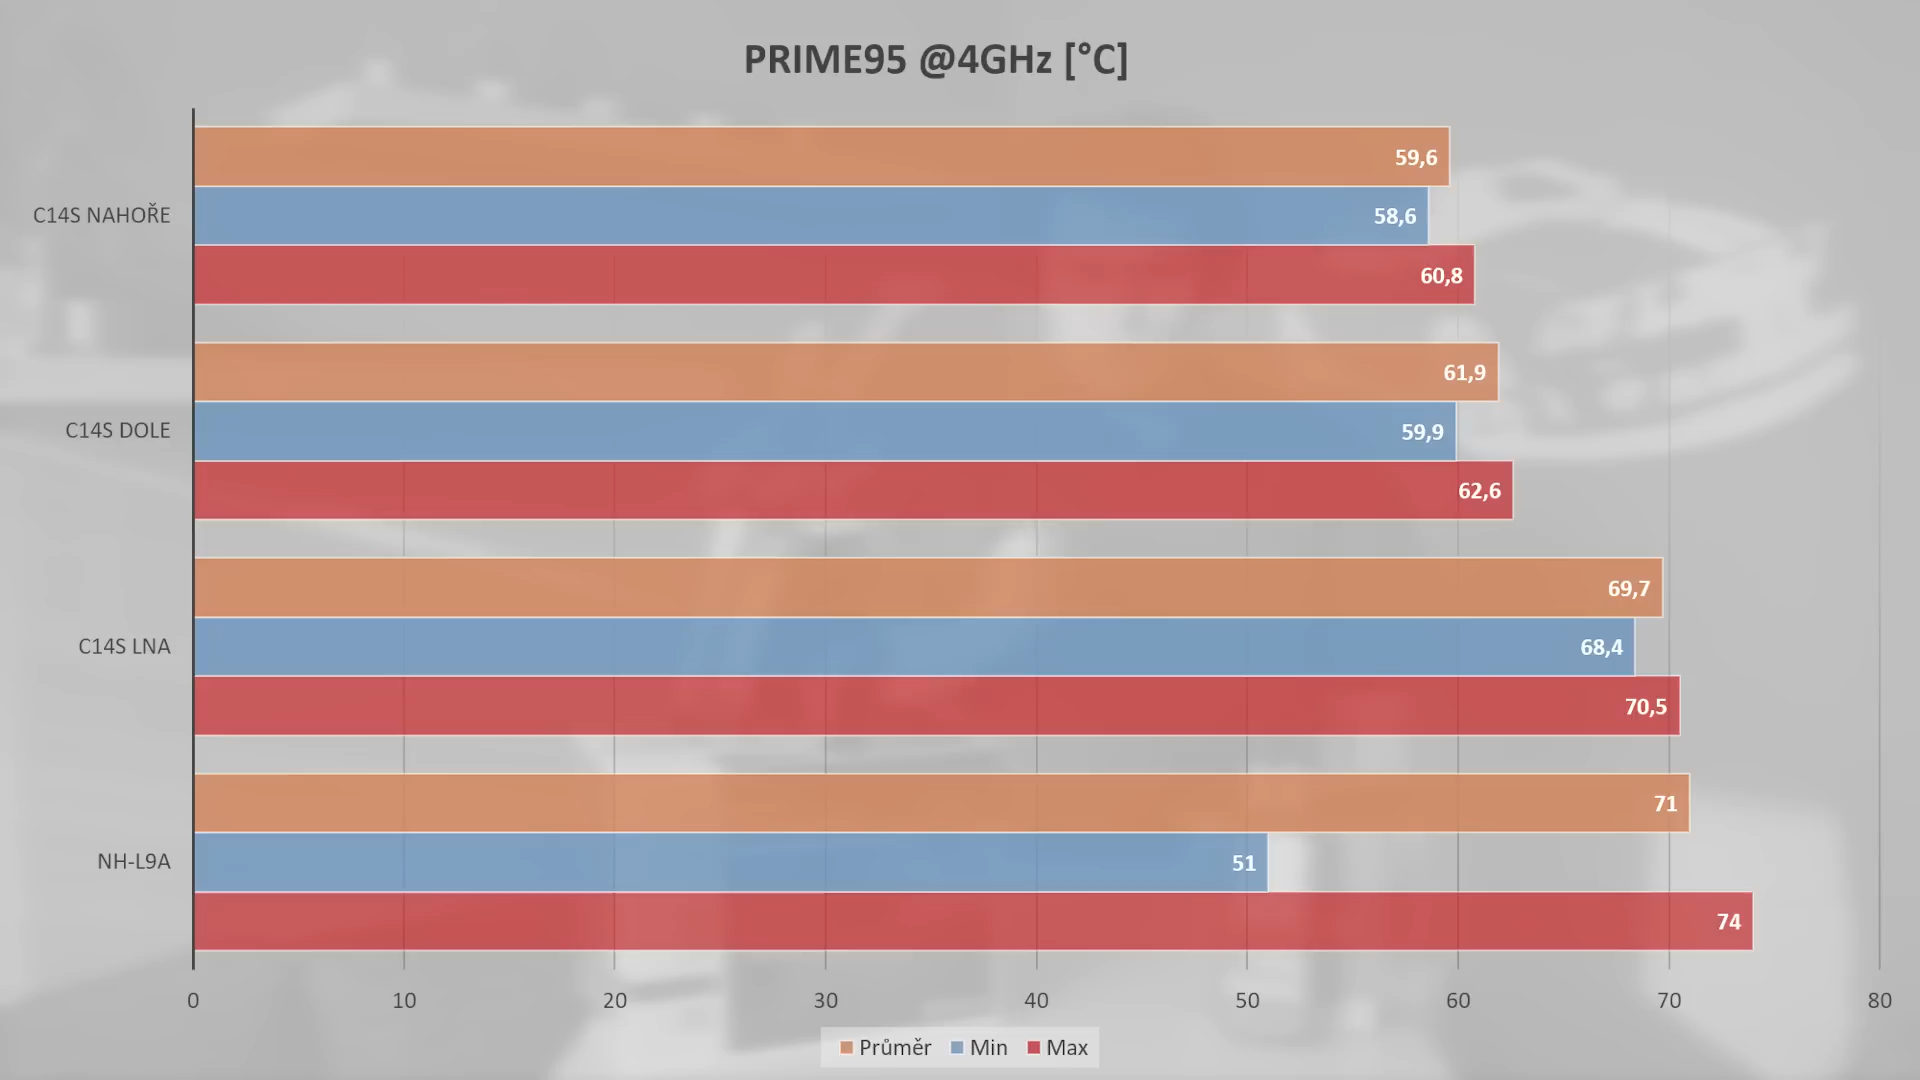 PRIME95 @4GHz [°C]
C14S NAHOŘE
59,6
58,6
60,8
C14S DOLE
61,9
59,9
62,6
C14S LNA
69,7
68,4
70,5
NH-L9A
71
51
74
0 10 20 30 40 50 60 70 80
Průměr Min Max